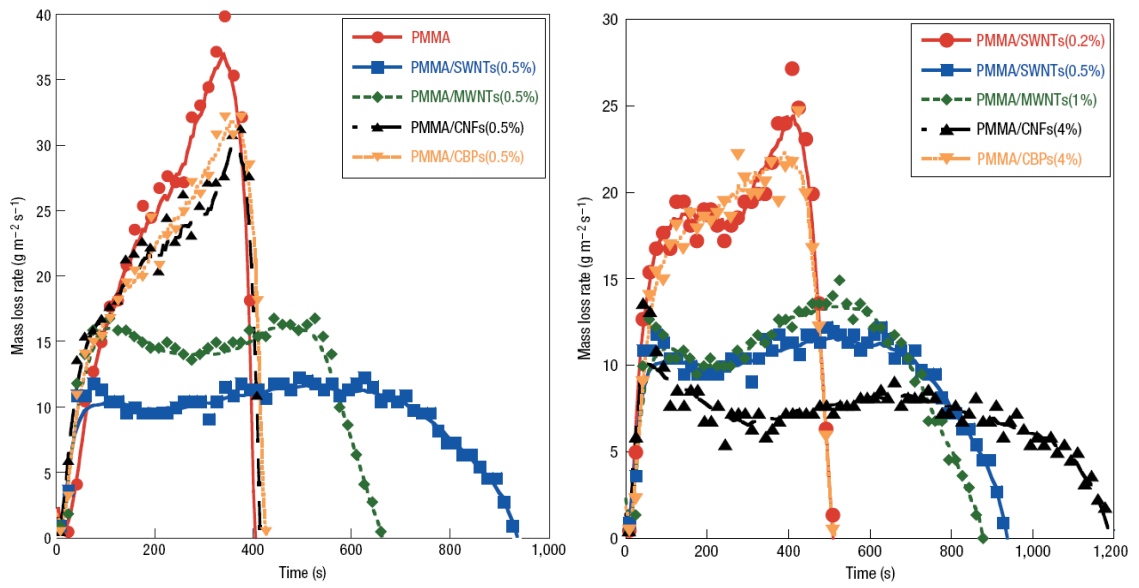 40
35
30
25
20
15
10
5
0
Mass loss rate (g m⁻² s⁻¹)
PMMA
PMMA/SWNTs(0.5%)
PMMA/MWNTs(0.5%)
PMMA/CNFs(0.5%)
PMMA/CBPs(0.5%)
0 200 400 600 800 1,000
Time (s)
30
25
20
15
10
5
0
Mass loss rate (g m⁻² s⁻¹)
PMMA/SWNTs(0.2%)
PMMA/SWNTs(0.5%)
PMMA/MWNTs(1%)
PMMA/CNFs(4%)
PMMA/CBPs(4%)
0 200 400 600 800 1,000 1,200
Time (s)